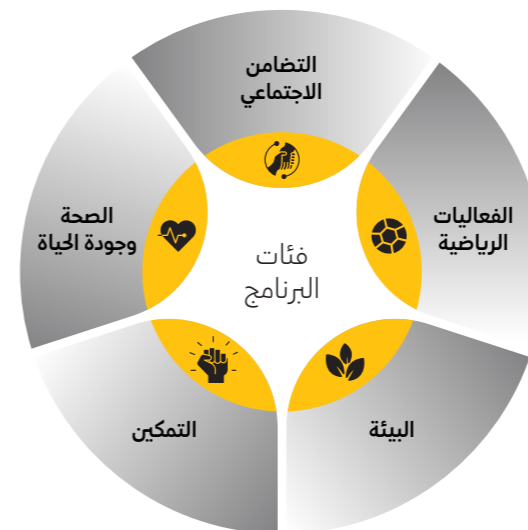 التضامن
الاجتماعي
الفعاليات
الرياضية
البيئة
التمكين
الصحة
وجودة الحياة
فئات
البرنامج